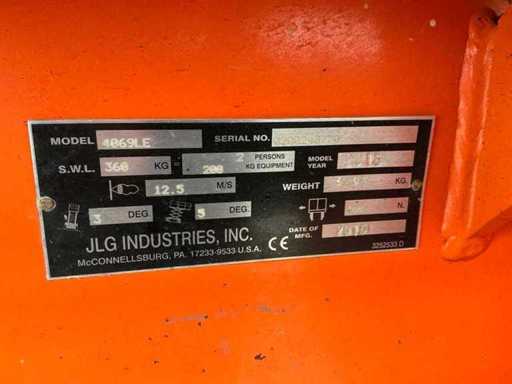 MODEL 4069LE SERIAL NO.
S.W.L. 360 KG = 2 PERSONS MODEL YEAR
200 KG EQUIPMENT
12.5 M/S WEIGHT KG.
3 DEG. 5 DEG. N.
JLG INDUSTRIES, INC. DATE OF MFG.
McCONNELLSBURG, PA. 17233-9533 U.S.A. CE 3252533 D